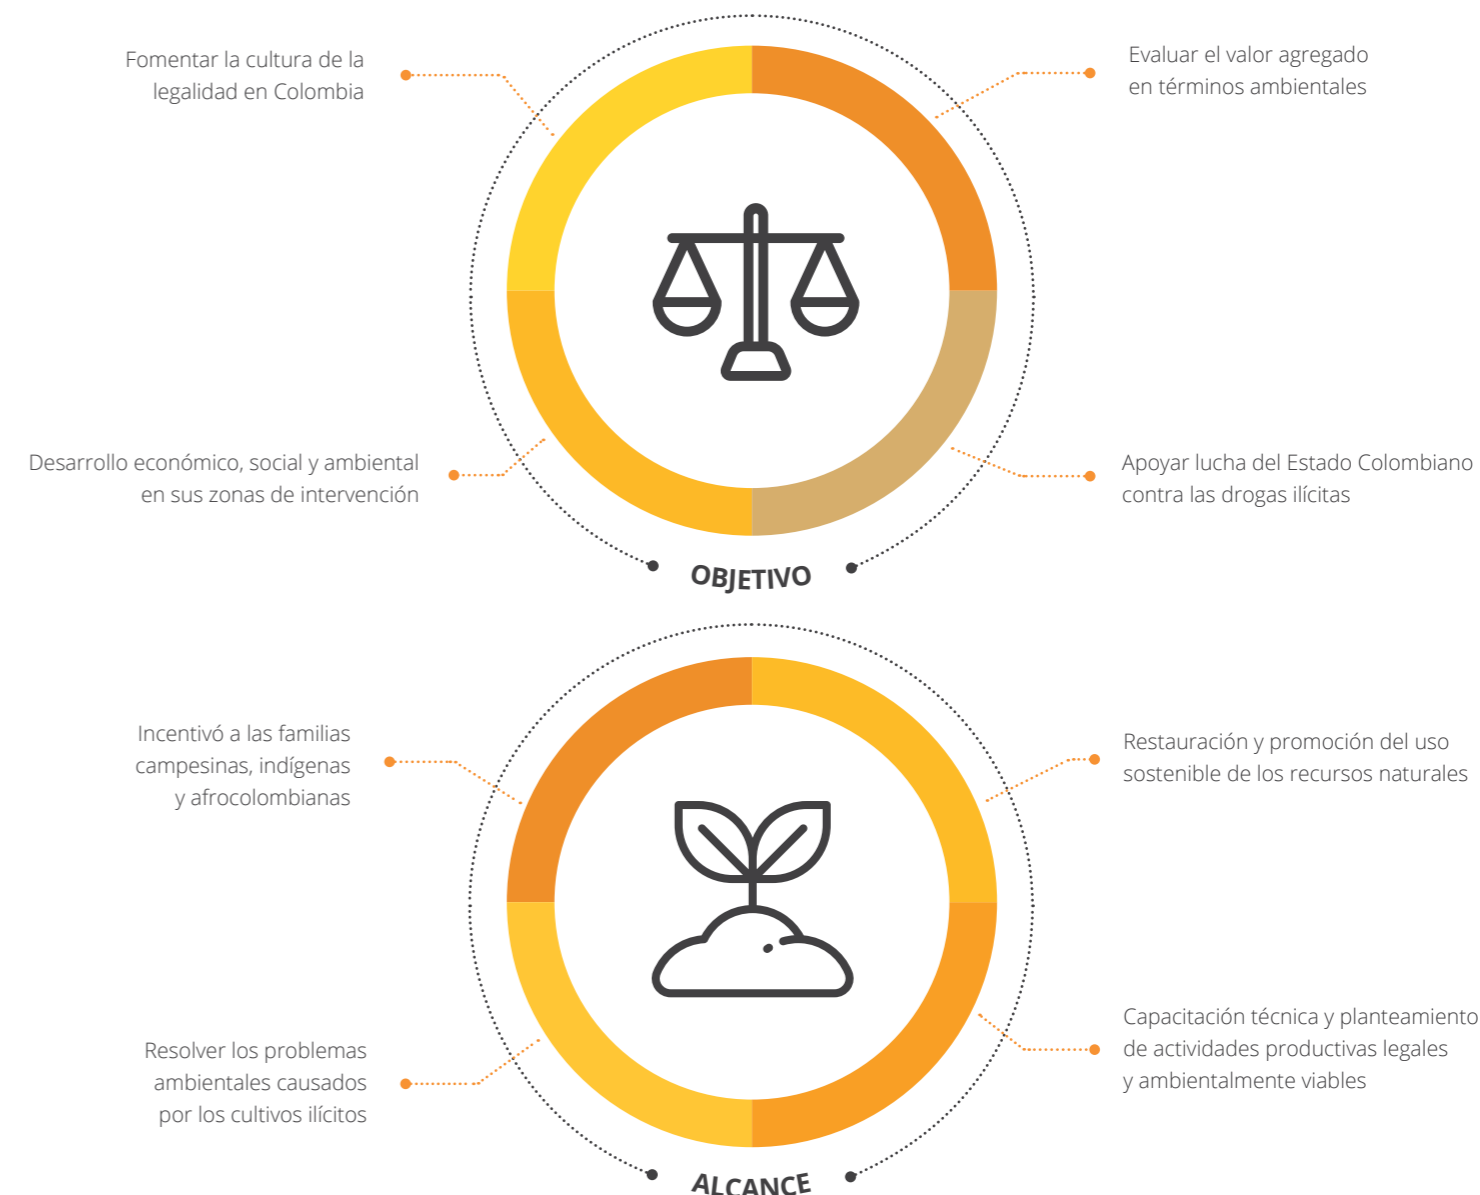 Fomentar la cultura de la
legalidad en Colombia
Evaluar el valor agregado
en términos ambientales
Desarrollo económico, social y ambiental
en sus zonas de intervención
Apoyar lucha del Estado Colombiano
contra las drogas ilícitas
OBJETIVO
Incentivó a las familias
campesinas, indígenas
y afrocolombianas
Restauración y promoción del uso
sostenible de los recursos naturales
Resolver los problemas
ambientales causados
por los cultivos ilícitos
Capacitación técnica y planteamiento
de actividades productivas legales
y ambientalmente viables
ALCANCE